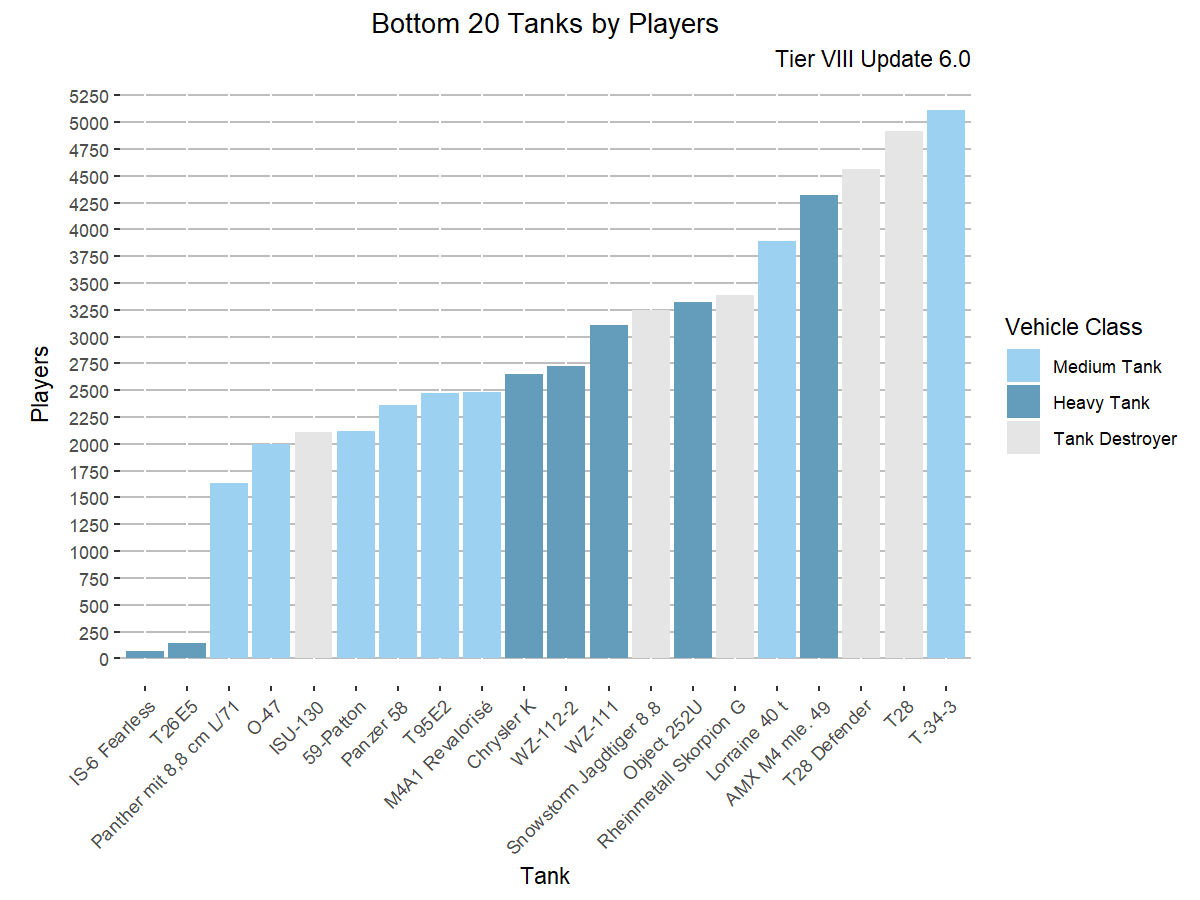 Bottom 20 Tanks by Players
Tier VIII Update 6.0
Players
5250
5000
4750
4500
4250
4000
3750
3500
3250
3000
2750
2500
2250
2000
1750
1500
1250
1000
750
500
250
0
IS-6 Fearless
T26E5
Panther mit 8,8 cm L/71
O-47
ISU-130
59-Patton
Panzer 58
T95E2
M4A1 Revalorisé
Chrysler K
WZ-112-2
WZ-111
Snowstorm Jagdtiger 8.8
Object 252U
Rheinmetall Skorpion G
Lorraine 40 t
AMX M4 mle. 49
T28 Defender
T28
T-34-3
Tank
Vehicle Class
Medium Tank
Heavy Tank
Tank Destroyer